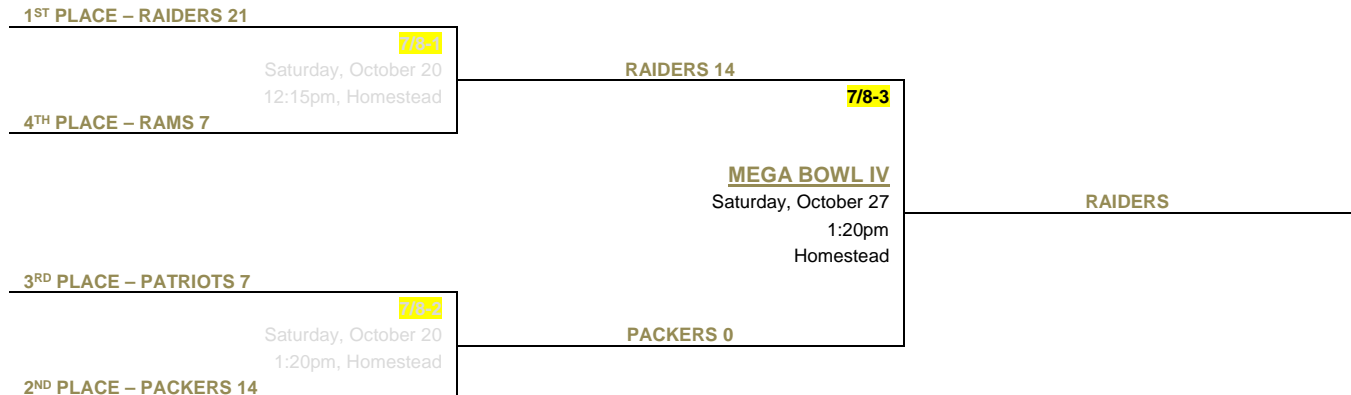 1ST PLACE – RAIDERS 21
7/8-1
Saturday, October 20
12:15pm, Homestead
4TH PLACE – RAMS 7
RAIDERS 14
7/8-3
MEGA BOWL IV
Saturday, October 27
1:20pm
Homestead
RAIDERS
3RD PLACE – PATRIOTS 7
7/8-2
Saturday, October 20
1:20pm, Homestead
2ND PLACE – PACKERS 14
PACKERS 0